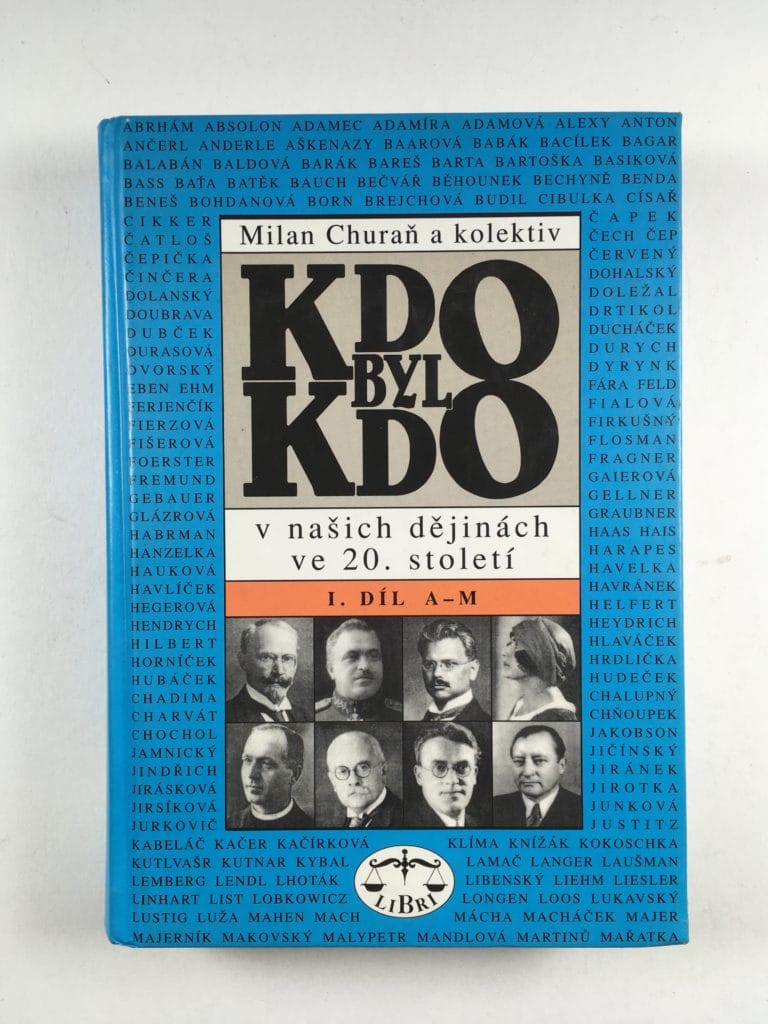 ABRHÁM ABSOLON ADAMEC ADAMÍRA ADAMOVÁ ALEXY ANTON
ANČERL ANDERLE AŠKENAZY BAAROVÁ BABÁK BACÍLEK BAGAR
BALABÁN BALDOVÁ BARÁK BAREŠ BARTA BARTOŠKA BASIKOVÁ
BASS BAŤA BATĚK BAUCH BEČVÁŘ BĚHOUNEK BECHYNĚ BENDA
BENEŠ BOHDANOVÁ BORN BREJCHOVÁ BUDIL CIBULKA CÍSAŘ
CIKKER
ČATLOŠ
ČEPIČKA
ČINČERA
DOLANSKÝ
DOUBRAVA
DUBČEK
DURASOVÁ
DVORSKÝ
EBEN EHM
FERJENČÍK
FIERZOVÁ
FIŠEROVÁ
FOERSTER
FREMUND
GEBAUER
GLÁZROVÁ
HABRMAN
HANZELKA
HAUKOVÁ
HAVLÍČEK
HEGEROVÁ
HENDRYCH
HILBERT
HORNÍČEK
HUBÁČEK
CHADIMA
CHARVÁT
CHOCHOL
JAMNICKÝ
JINDŘICH
JIRÁSKOVÁ
JIRSÍKOVÁ
JURKOVIČ
Milan Churaň a kolektiv
KDO
BYL
KDO
v našich dějinách
ve 20. století
I. DÍL A–M
ČAPEK
ČECH ČEP
ČERVENÝ
DOHALSKÝ
DOLEŽAL
DRTIKOL
DUCHÁČEK
DURYCH
DYRYNK
FÁRA FELD
FIALOVÁ
FIRKUŠNÝ
FLOSMAN
FRAGNER
GAIEROVÁ
GELLNER
GRAUBNER
HAAS HAIS
HARAPES
HAVELKA
HAVRÁNEK
HELFERT
HEYDRICH
HLAVÁČEK
HRDLIČKA
HUDEČEK
CHALUPNÝ
CHŇOUPEK
JAKOBSON
JIČÍNSKÝ
JIRÁNEK
JIROTKA
JUNKOVÁ
JUSTITZ
KABELÁČ KAČER KAČÍRKOVÁ KLÍMA KNÍŽÁK KOKOSCHKA
KUTLVAŠR KUTNAR KYBAL LAMAČ LANGER LAUŠMAN
LEMBERG LENDL LHOTÁK LIBENSKÝ LIEHM LIESLER
LINHART LIST LOBKOWICZ LONGEN LOOS LUKAVSKÝ
LUSTIG LUŽA MAHEN MACH MÁCHA MACHÁČEK MAJER
LIBRI
MAJERNÍK MAKOVSKÝ MALYPETR MANDLOVÁ MARTINŮ MAŘATKA